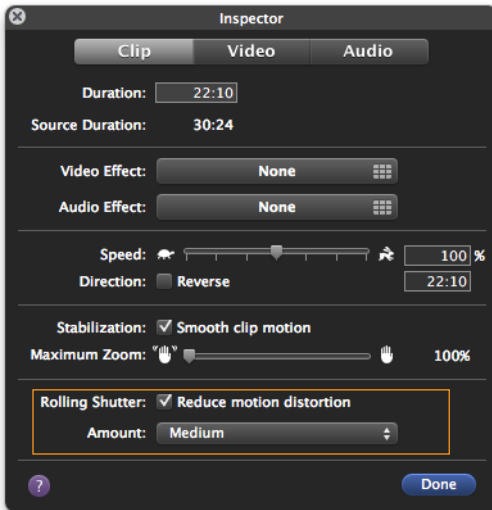 Inspector
Clip Video Audio
Duration: 22:10
Source Duration: 30:24
Video Effect: None
Audio Effect: None
Speed: 100 %
Direction: Reverse 22:10
Stabilization: Smooth clip motion
Maximum Zoom: 100%
Rolling Shutter: Reduce motion distortion
Amount: Medium
? Done